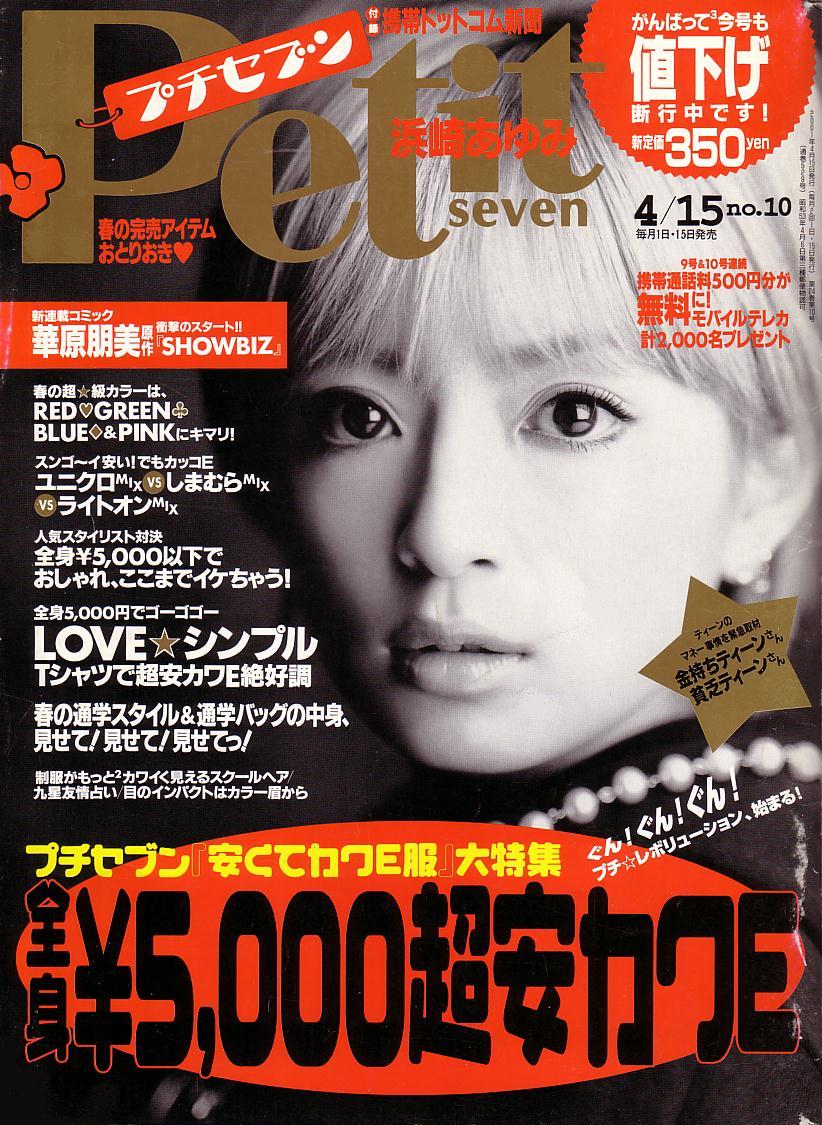 付録 携帯ドットコム新聞
プチセブン
Petit
seven
浜崎あゆみ
がんばって³今号も
値下げ
断行中です!
新定価350yen
4/15 no.10
毎月1日・15日発売
春の完売アイテム
おとりおき♥
9号&10号連続
携帯通話料500円分が
無料に!
モバイルテレカ
計2,000名プレゼント
新連載コミック
華原朋美原作 衝撃のスタート!!『SHOWBIZ』
春の超☆級カラーは、
RED♡GREEN♧
BLUE◇&PINKにキマリ!
スンゴ〜イ安い!でもカッコE
ユニクロMIX VS しまむらMIX
VS ライトオンMIX
人気スタイリスト対決
全身¥5,000以下で
おしゃれ、ここまでイケちゃう!
全身5,000円でゴーゴゴー
LOVE★シンプル
Tシャツで超安カワE絶好調
春の通学スタイル&通学バッグの中身、
見せて!見せて!見せてっ!
制服がもっと²カワイく見えるスクールヘア/
九星友情占い/目のインパクトはカラー眉から
ティーンの
マネー事情を緊急取材
金持ちティーンさん
貧乏ティーンさん
ぐん!ぐん!ぐん!
プチ☆レボリューション、始まる!
プチセブン『安くてカワE服』大特集
全身¥5,000超安カワE